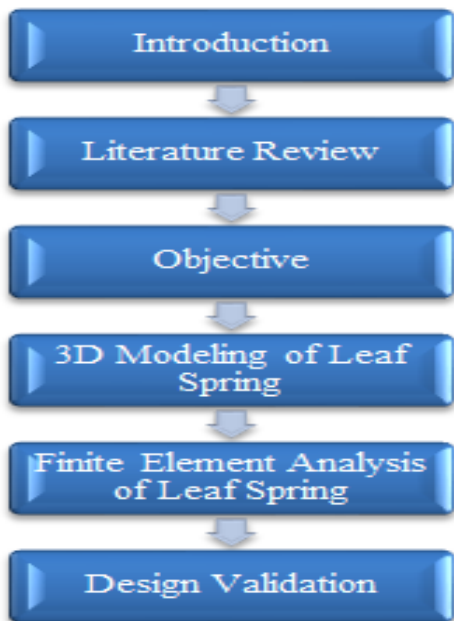 Introduction
Literature Review
Objective
3D Modeling of Leaf
Spring
Finite Element Analysis
of Leaf Spring
Design Validation